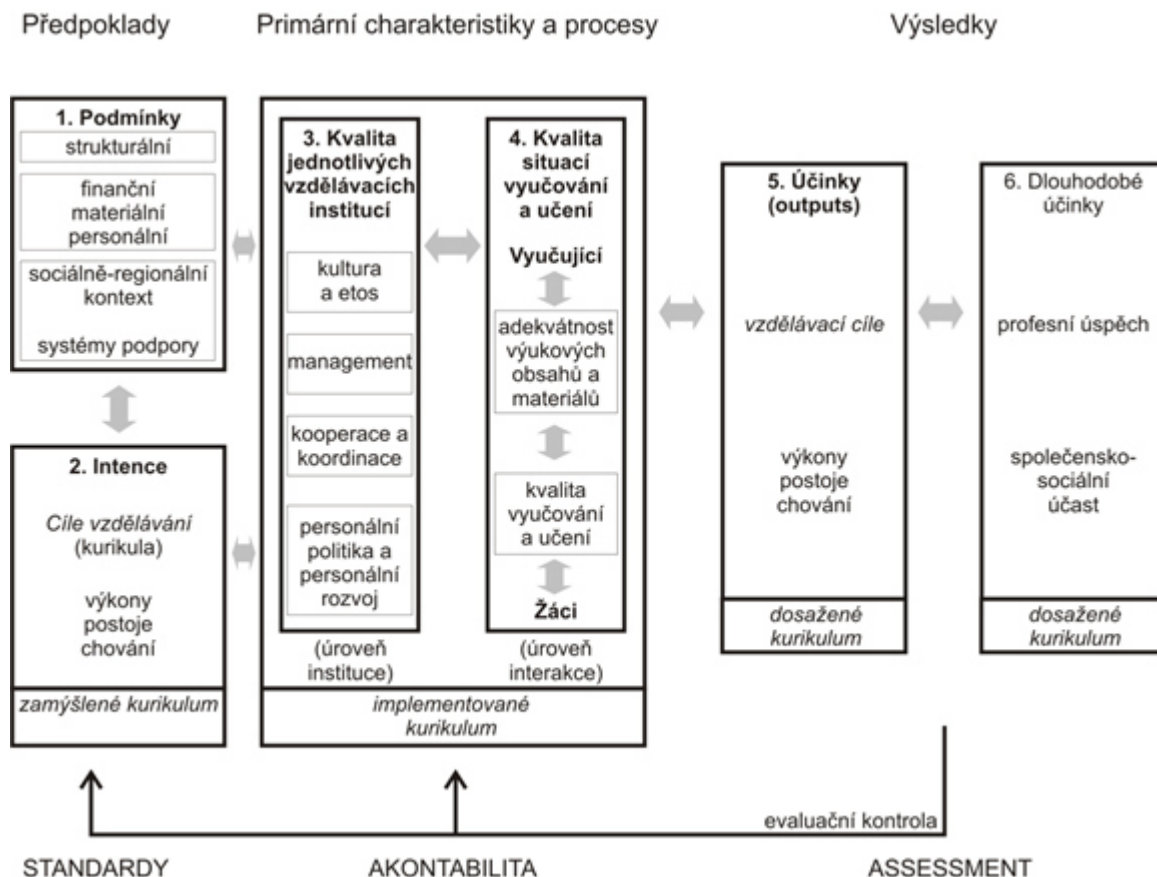 Předpoklady
Primární charakteristiky a procesy
Výsledky
1. Podmínky
strukturální
finanční
materiální
personální
sociálně-regionální
kontext
systémy podpory
2. Intence
Cíle vzdělávání
(kurikula)
výkony
postoje
chování
zamýšlené kurikulum
3. Kvalita
jednotlivých
vzdělávacích
institucí
kultura
a etos
management
kooperace a
koordinace
personální
politika a
personální
rozvoj
(úroveň
instituce)
4. Kvalita
situací
vyučování
a učení
Vyučující
adekvátnost
výukových
obsahů a
materiálů
kvalita
vyučování
a učení
Žáci
(úroveň
interakce)
implementované
kurikulum
5. Účinky
(outputs)
vzdělávací cíle
výkony
postoje
chování
dosažené
kurikulum
6. Dlouhodobé
účinky
profesní úspěch
společensko-
sociální
účast
dosažené
kurikulum
evaluační kontrola
STANDARDY
AKONTABILITA
ASSESSMENT